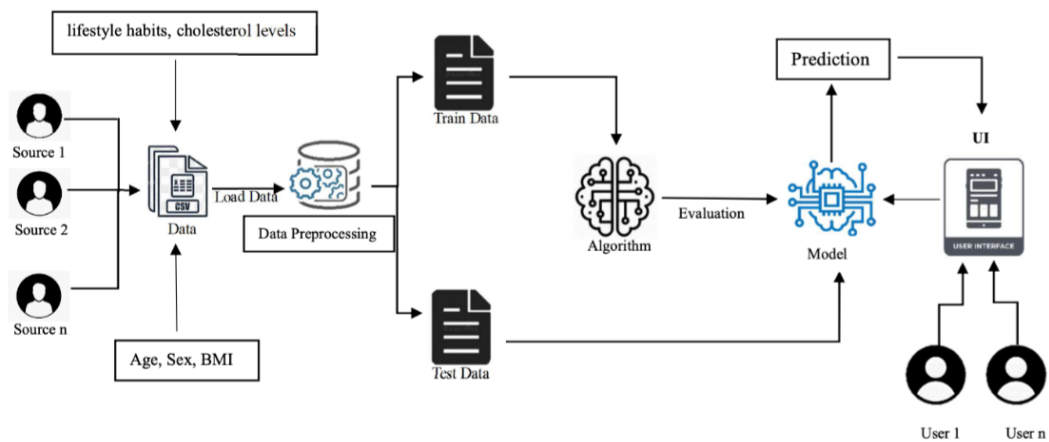 lifestyle habits, cholesterol levels
Source 1
Source 2
Source n
CSV
Data
Age, Sex, BMI
Load Data
Data Preprocessing
Train Data
Test Data
Algorithm
Evaluation
Prediction
Model
UI
USER INTERFACE
User 1
User n